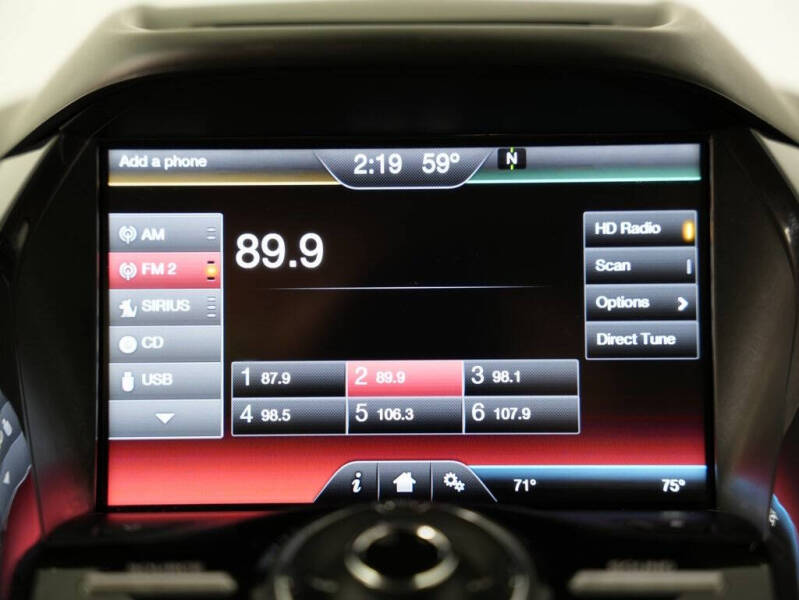 Add a phone 2:19 59° N
AM
FM 2
SIRIUS
CD
USB
89.9
HD Radio
Scan
Options
Direct Tune
1 87.9 2 89.9 3 98.1
4 98.5 5 106.3 6 107.9
i 71° 75°
SOURCE SOUND